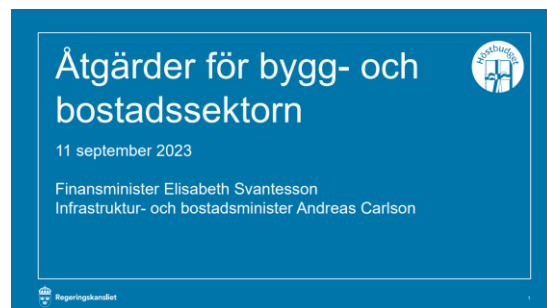 Åtgärder för bygg- och
bostadssektorn
Höstbudget
11 september 2023
Finansminister Elisabeth Svantesson
Infrastruktur- och bostadsminister Andreas Carlson
Regeringskansliet
1